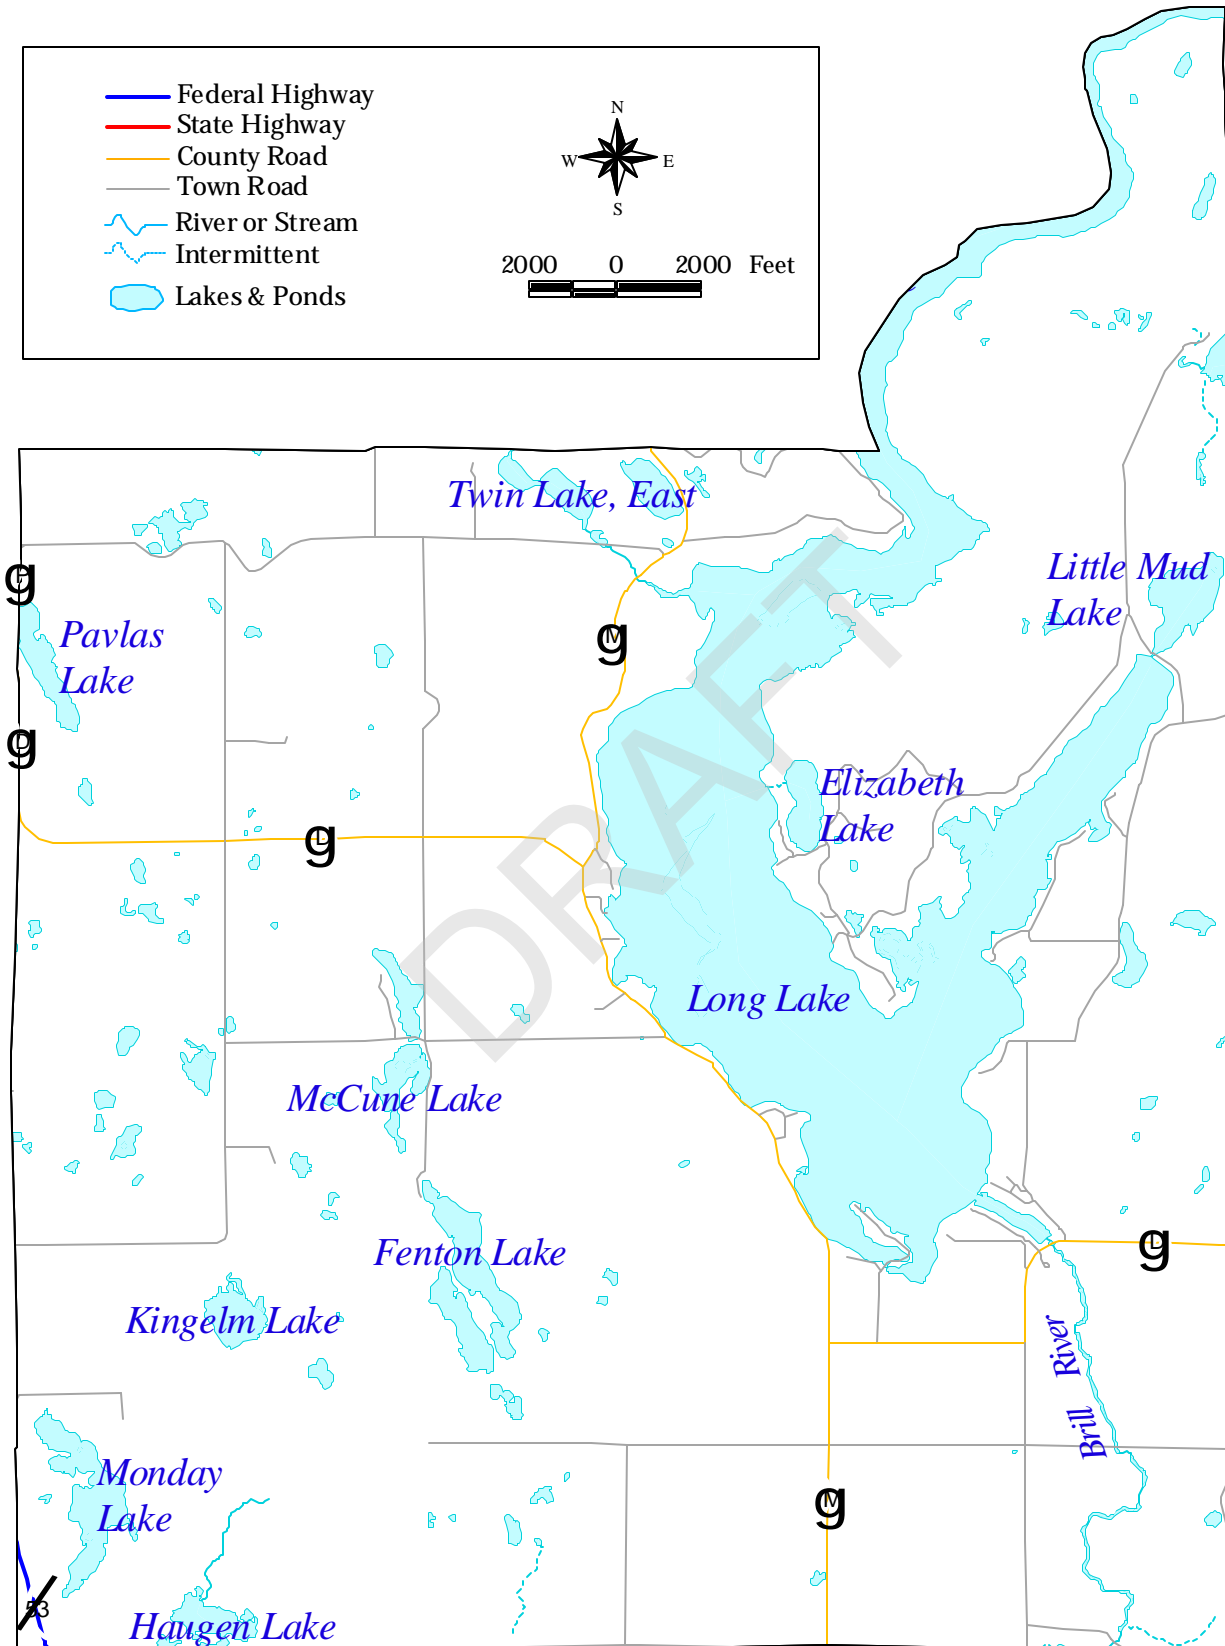 Federal Highway
State Highway
County Road
Town Road
River or Stream
Intermittent
Lakes & Ponds
N
W E
S
2000 0 2000 Feet
Twin Lake, East
Little Mud
Lake
g
Pavlas
Lake
g
M
g
D
Elizabeth
Lake
g
L
DRAFT
Long Lake
McCune Lake
Fenton Lake
g
Kingelm Lake
Brill River
Monday
Lake
g
M
53
Haugen Lake